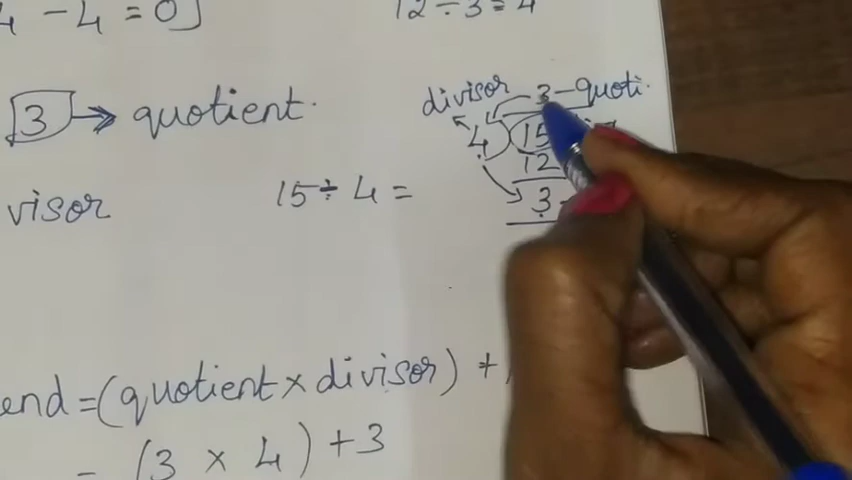 4 - 4 = 0]
12 ÷ 3 = 4
3 → quotient.
divisor 3 - quoti.
4) 15
12
3 -
visor
15 ÷ 4 =
end = (quotient × divisor) +
= (3 × 4) + 3